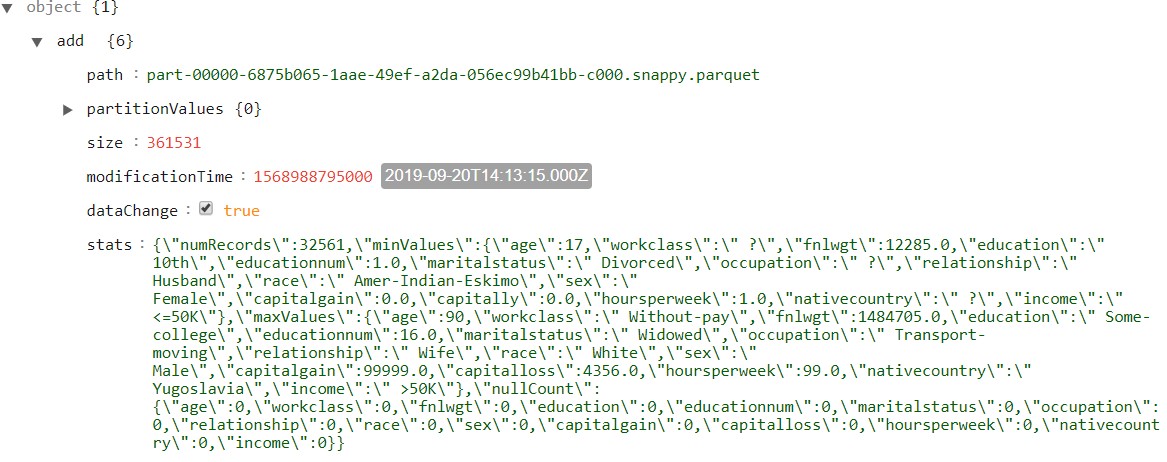 object {1}
add {6}
path : part-00000-6875b065-1aae-49ef-a2da-056ec99b41bb-c000.snappy.parquet
partitionValues {0}
size : 361531
modificationTime : 1568988795000 2019-09-20T14:13:15.000Z
dataChange : true
stats : {\"numRecords\":32561,\"minValues\":{\"age\":17,\"workclass\":\" ?\",\"fnlwgt\":12285.0,\"education\":\"
10th\",\"educationnum\":1.0,\"maritalstatus\":\" Divorced\",\"occupation\":\" ?\",\"relationship\":\"
Husband\",\"race\":\" Amer-Indian-Eskimo\",\"sex\":\"
Female\",\"capitalgain\":0.0,\"capitally\":0.0,\"hoursperweek\":1.0,\"nativecountry\":\" ?\",\"income\":\"
<=50K\"},\"maxValues\":{\"age\":90,\"workclass\":\" Without-pay\",\"fnlwgt\":1484705.0,\"education\":\" Some-
college\",\"educationnum\":16.0,\"maritalstatus\":\" Widowed\",\"occupation\":\" Transport-
moving\",\"relationship\":\" Wife\",\"race\":\" White\",\"sex\":\"
Male\",\"capitalgain\":99999.0,\"capitalloss\":4356.0,\"hoursperweek\":99.0,\"nativecountry\":\"
Yugoslavia\",\"income\":\" >50K\"},\"nullCount\":
{\"age\":0,\"workclass\":0,\"fnlwgt\":0,\"education\":0,\"educationnum\":0,\"maritalstatus\":0,\"occupation\":
0,\"relationship\":0,\"race\":0,\"sex\":0,\"capitalgain\":0,\"capitalloss\":0,\"hoursperweek\":0,\"nativecount
ry\":0,\"income\":0}}